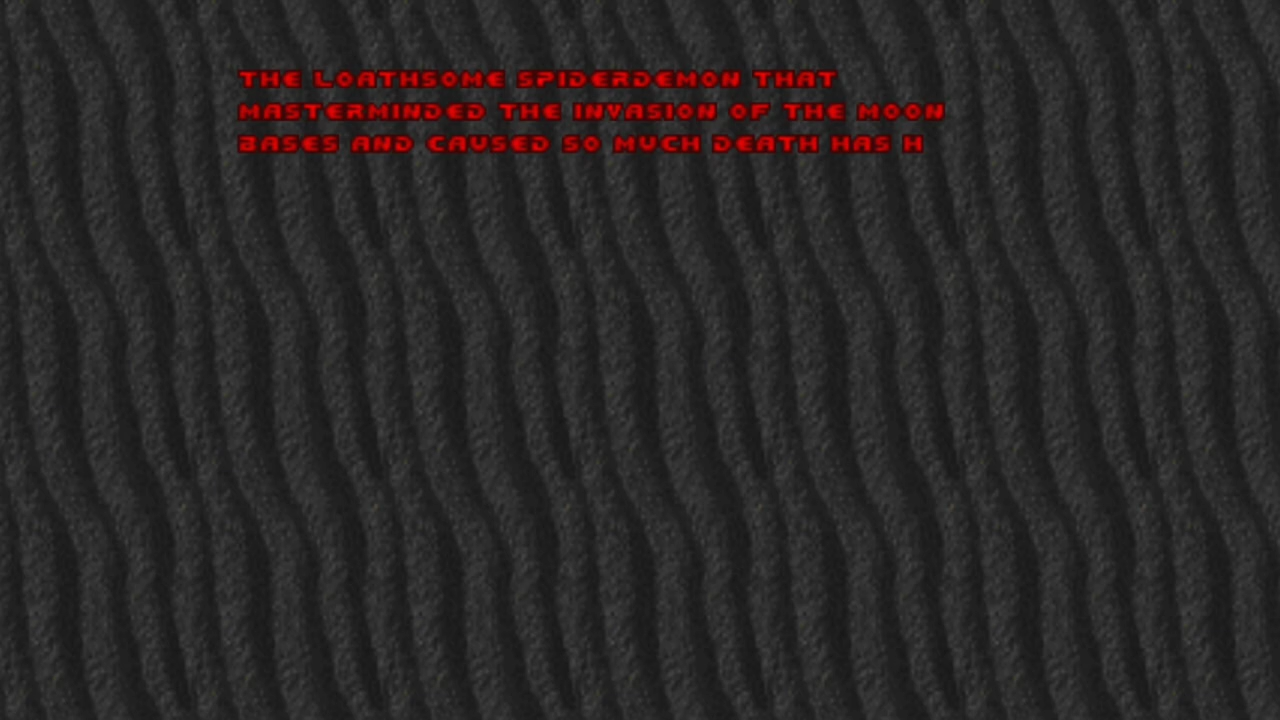 THE LOATHSOME SPIDERDEMON THAT
MASTERMINDED THE INVASION OF THE MOON
BASES AND CAUSED SO MUCH DEATH HAS H